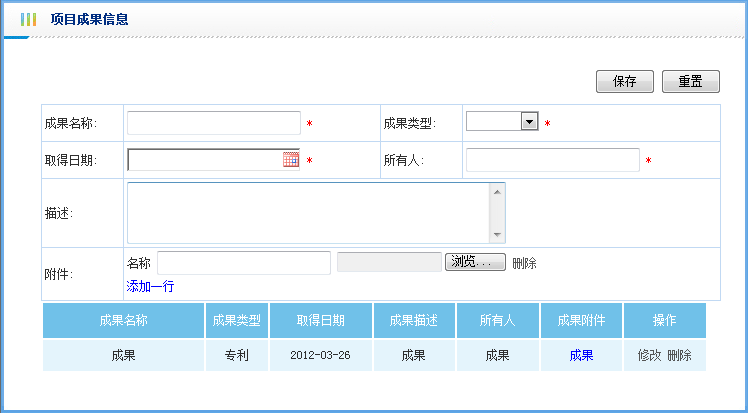 项目成果信息
保存 重置
成果名称: * 成果类型: *
取得日期: * 所有人: *
描述:
附件: 名称 浏览... 删除
添加一行
成果名称 成果类型 取得日期 成果描述 所有人 成果附件 操作
成果 专利 2012-03-26 成果 成果 成果 修改 删除